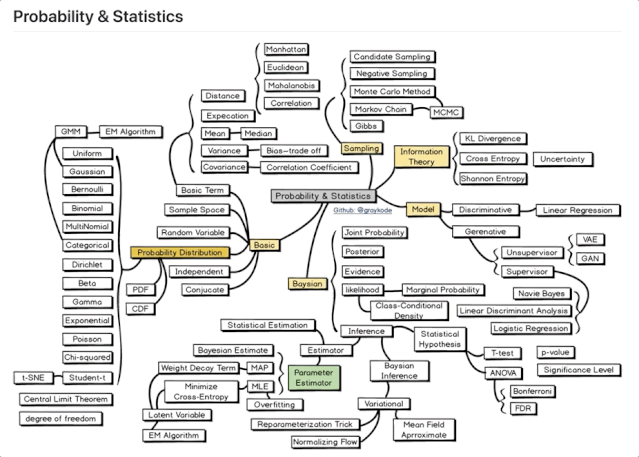 Probability & Statistics
Manhattan
Euclidean
Mahalanobis
Correlation
Distance
Expecation
Mean
Median
Variance
Bias-trade off
Covariance
Correlation Coefficient
GMM
EM Algorithm
Uniform
Gaussian
Bernoulli
Binomial
MultiNomial
Categorical
Dirichlet
Beta
Gamma
Exponential
Poisson
Chi-squared
t-SNE
Student-t
Central Limit Theorem
degree of freedom
Basic Term
Sample Space
Random Variable
Probability Distribution
Basic
PDF
CDF
Independent
Conjucate
Candidate Sampling
Negative Sampling
Monte Carlo Method
Markov Chain
MCMC
Gibbs
Sampling
Information
Theory
KL Divergence
Cross Entropy
Uncertainty
Shannon Entropy
Probability & Statistics
Github: @graykode
Model
Discriminative
Linear Regression
Gerenative
Unsupervisor
VAE
GAN
Supervisor
Navie Bayes
Linear Discriminant Analysis
Logistic Regression
Baysian
Joint Probability
Posterior
Evidence
likelihood
Marginal Probability
Class-Conditional
Density
Inference
Statistical
Hypothesis
T-test
p-value
ANOVA
Significance Level
Bonferroni
FDR
Statistical Estimation
Estimator
Parameter
Estimator
Bayesian Estimate
Weight Decay Term
MAP
Minimize
Cross-Entropy
MLE
Overfitting
Latent Variable
EM Algorithm
Baysian
Inference
Variational
Reparameterization Trick
Normalizing Flow
Mean Field
Aproximate